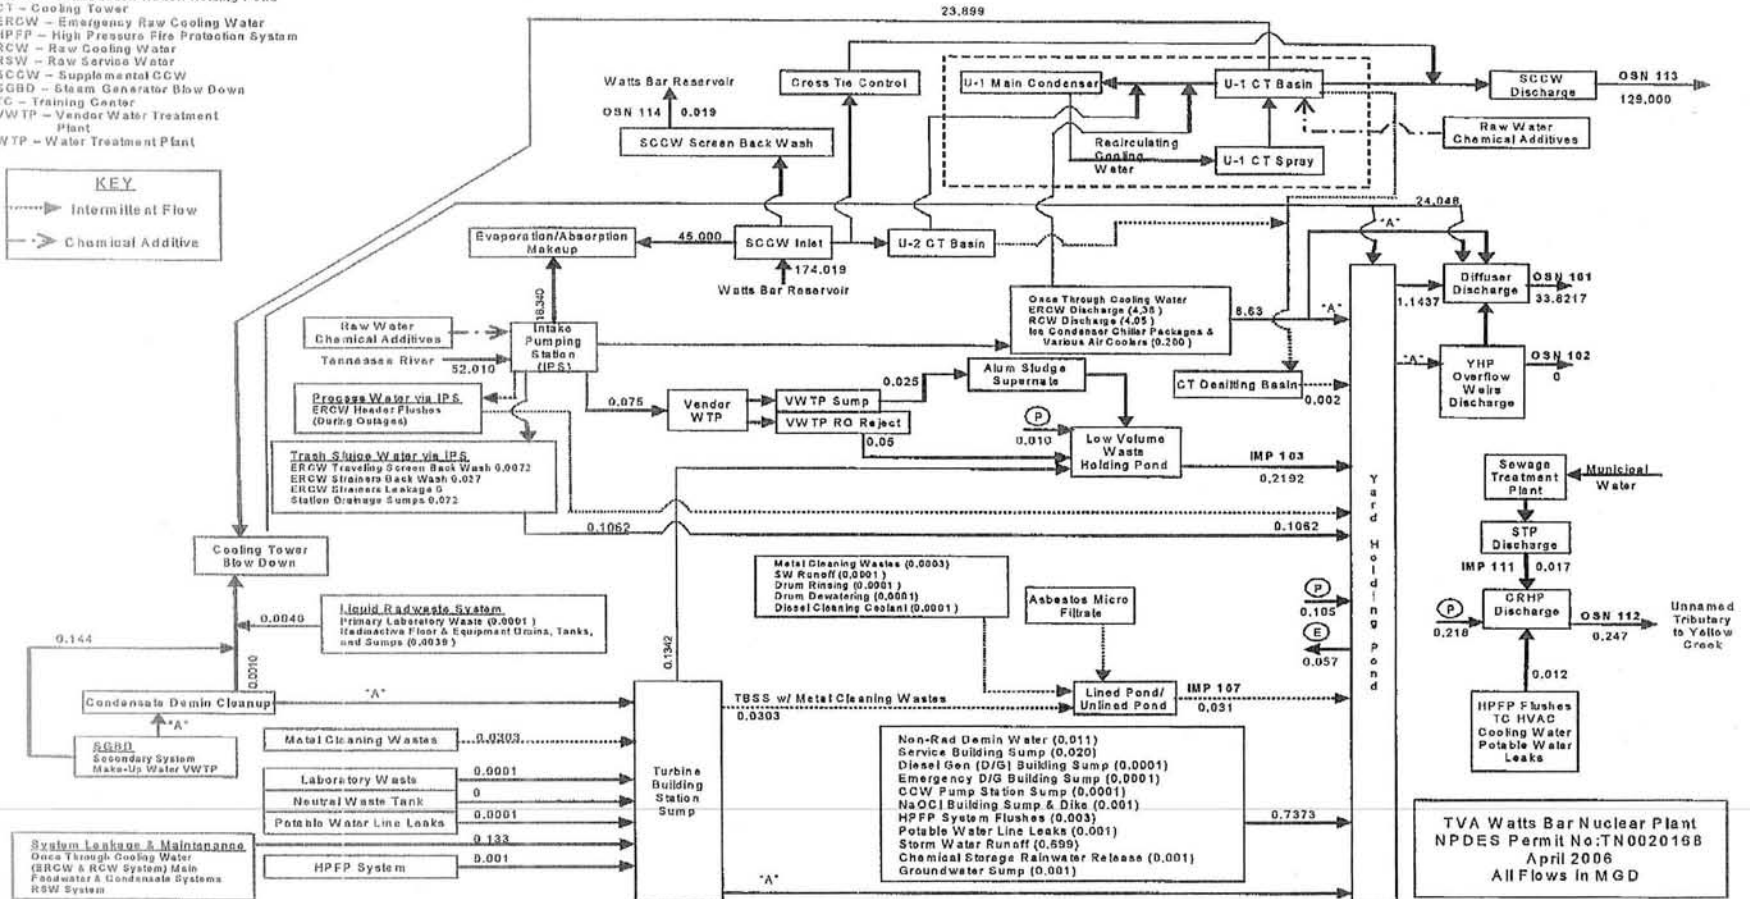 CT – Cooling Tower
ERCW – Emergency Raw Cooling Water
HPFP – High Pressure Fire Protection System
RCW – Raw Cooling Water
RSW – Raw Service Water
SCCW – Supplemental CCW
SGBD – Steam Generator Blow Down
TC – Training Center
VWTP – Vendor Water Treatment
Plant
WTP – Water Treatment Plant
KEY
Intermittent Flow
Chemical Additive
23.899
Watts Bar Reservoir
OSN 114
0.019
SCCW Screen Back Wash
Cross Tie Control
U-1 Main Condenser
U-1 CT Basin
Recirculating
Cooling
Water
U-1 CT Spray
SCCW
Discharge
OSN 113
129.000
Raw Water
Chemical Additives
24.048
"A"
Evaporation/Absorption
Makeup
45.000
SCCW Inlet
174.019
Watts Bar Reservoir
U-2 CT Basin
18.340
Raw Water
Chemical Additives
Tennessee River
52.010
Intake
Pumping
Station
(IPS)
Once Through Cooling Water
ERCW Discharge (4.38)
RCW Discharge (4.05)
Ice Condenser Chiller Packages &
Various Air Coolers (0.200)
8.63
"A"
1.1437
Diffuser
Discharge
OSN 101
33.8217
"A"
YHP
Overflow
Weirs
Discharge
OSN 102
0
CT Desilting Basin
0.002
Process Water via IPS
ERCW Header Flushes
(During Outages)
0.075
Vendor
WTP
VWTP Sump
VWTP RO Reject
0.025
0.05
Alum Sludge
Supernate
P
0.010
Low Volume
Waste
Holding Pond
IMP 103
0.2192
Trash Sluice Water via IPS
ERCW Traveling Screen Back Wash 0.0072
ERCW Strainers Back Wash 0.027
ERCW Strainers Leakage 0
Station Drainage Sumps 0.072
0.1062
0.1062
Yard Holding Pond
Sewage
Treatment
Plant
Municipal
Water
STP
Discharge
IMP 111
0.017
CRHP
Discharge
P
0.218
OSN 112
0.247
Unnamed
Tributary
to Yellow
Creek
0.012
HPFP Flushes
TC HVAC
Cooling Water
Potable Water
Leaks
Cooling Tower
Blow Down
0.0040
Liquid Radwaste System
Primary Laboratory Waste (0.0001)
Radioactive Floor & Equipment Drains, Tanks,
and Sumps (0.0039)
0.144
0.0010
Condensate Demin Cleanup
"A"
"A"
SGBD
Secondary System
Make-Up Water VWTP
Metal Cleaning Wastes (0.0003)
SW Runoff (0.0001)
Drum Rinsing (0.0001)
Drum Dewatering (0.0001)
Diesel Cleaning Coolant (0.0001)
Asbestos Micro
Filtrate
P
0.105
E
0.057
0.1342
TBSS w/ Metal Cleaning Wastes
0.0303
Lined Pond/
Unlined Pond
IMP 107
0.031
Metal Cleaning Wastes
0.0303
Laboratory Waste
0.0001
Neutral Waste Tank
0
Potable Water Line Leaks
0.0001
0.133
HPFP System
0.001
System Leakage & Maintenance
Once Through Cooling Water
(ERCW & RCW System) Main
Feedwater & Condensate Systems
RSW System
Turbine
Building
Station
Sump
Non-Rad Demin Water (0.011)
Service Building Sump (0.020)
Diesel Gen (D/G) Building Sump (0.0001)
Emergency D/G Building Sump (0.0001)
CCW Pump Station Sump (0.0001)
NaOCl Building Sump & Dike (0.001)
HPFP System Flushes (0.003)
Potable Water Line Leaks (0.001)
Storm Water Runoff (0.699)
Chemical Storage Rainwater Release (0.001)
Groundwater Sump (0.001)
0.7373
"A"
TVA Watts Bar Nuclear Plant
NPDES Permit No:TN0020168
April 2006
All Flows in MGD